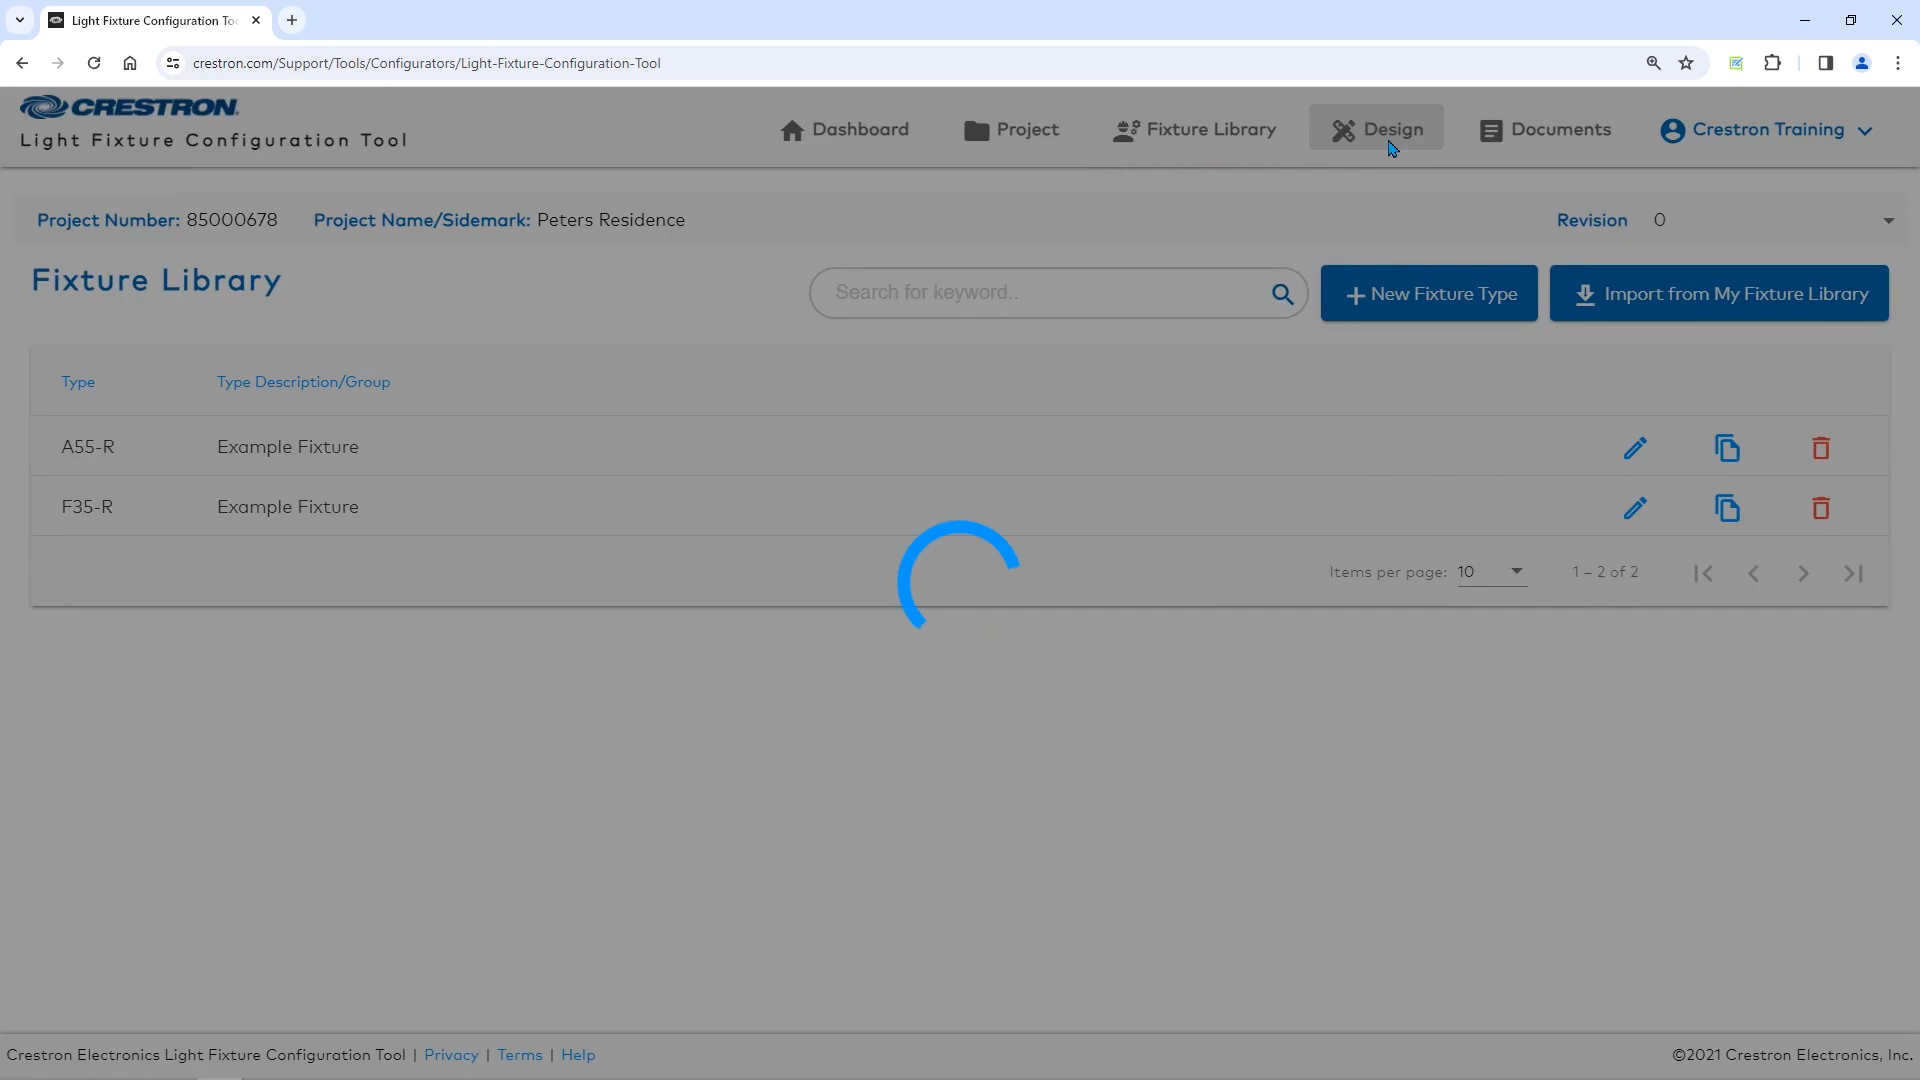 Light Fixture Configuration To
crestron.com/Support/Tools/Configurators/Light-Fixture-Configuration-Tool
CRESTRON
Light Fixture Configuration Tool
Dashboard
Project
Fixture Library
Design
Documents
Crestron Training
Project Number: 85000678
Project Name/Sidemark: Peters Residence
Revision 0
Fixture Library
Search for keyword..
New Fixture Type
Import from My Fixture Library
Type Type Description/Group
A55-R Example Fixture
F35-R Example Fixture
Items per page: 10 1 – 2 of 2
Crestron Electronics Light Fixture Configuration Tool | Privacy | Terms | Help
©2021 Crestron Electronics, Inc.